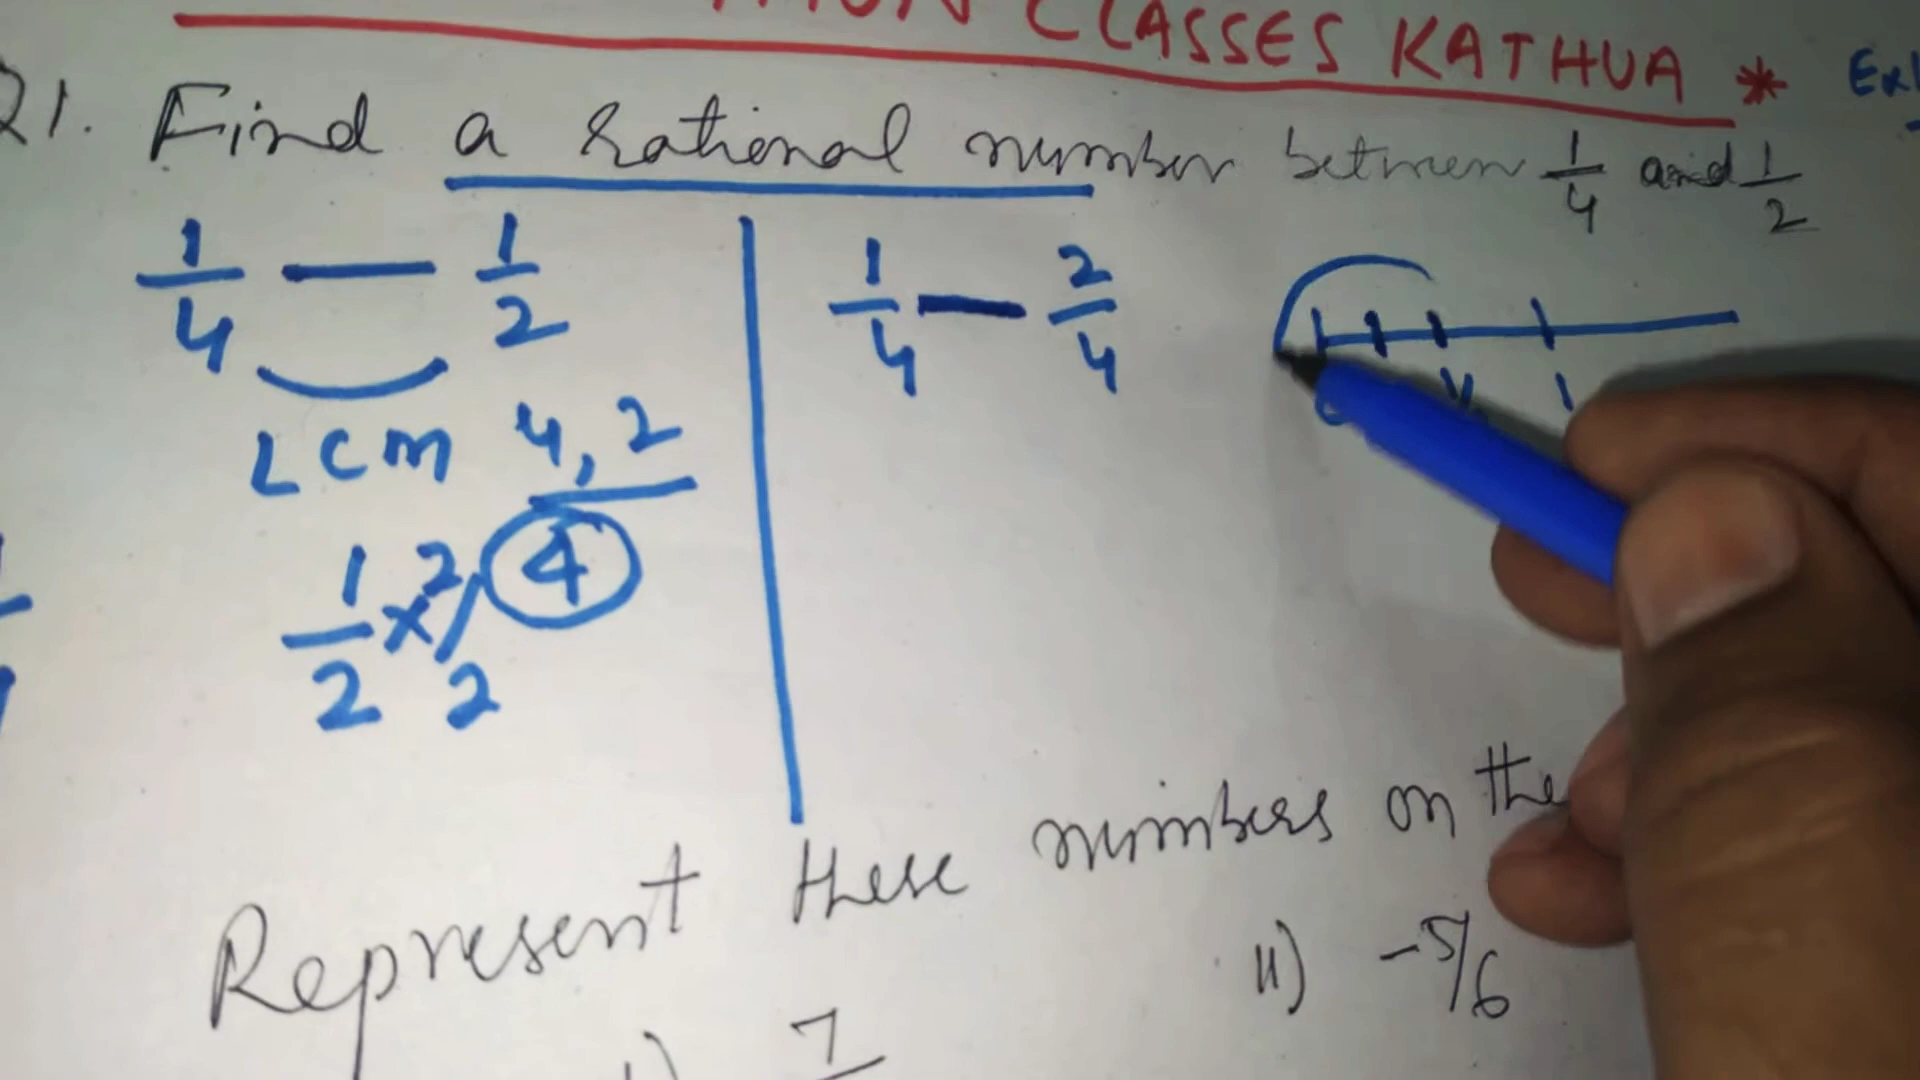 CLASSES KATHUA *
Q1. Find a rational number between 1/4 and 1/2
1/4 — 1/2
LCM 4, 2
4
1/2 × 2/2
1/4 — 2/4
Represent these numbers on the
II) -5/6
7